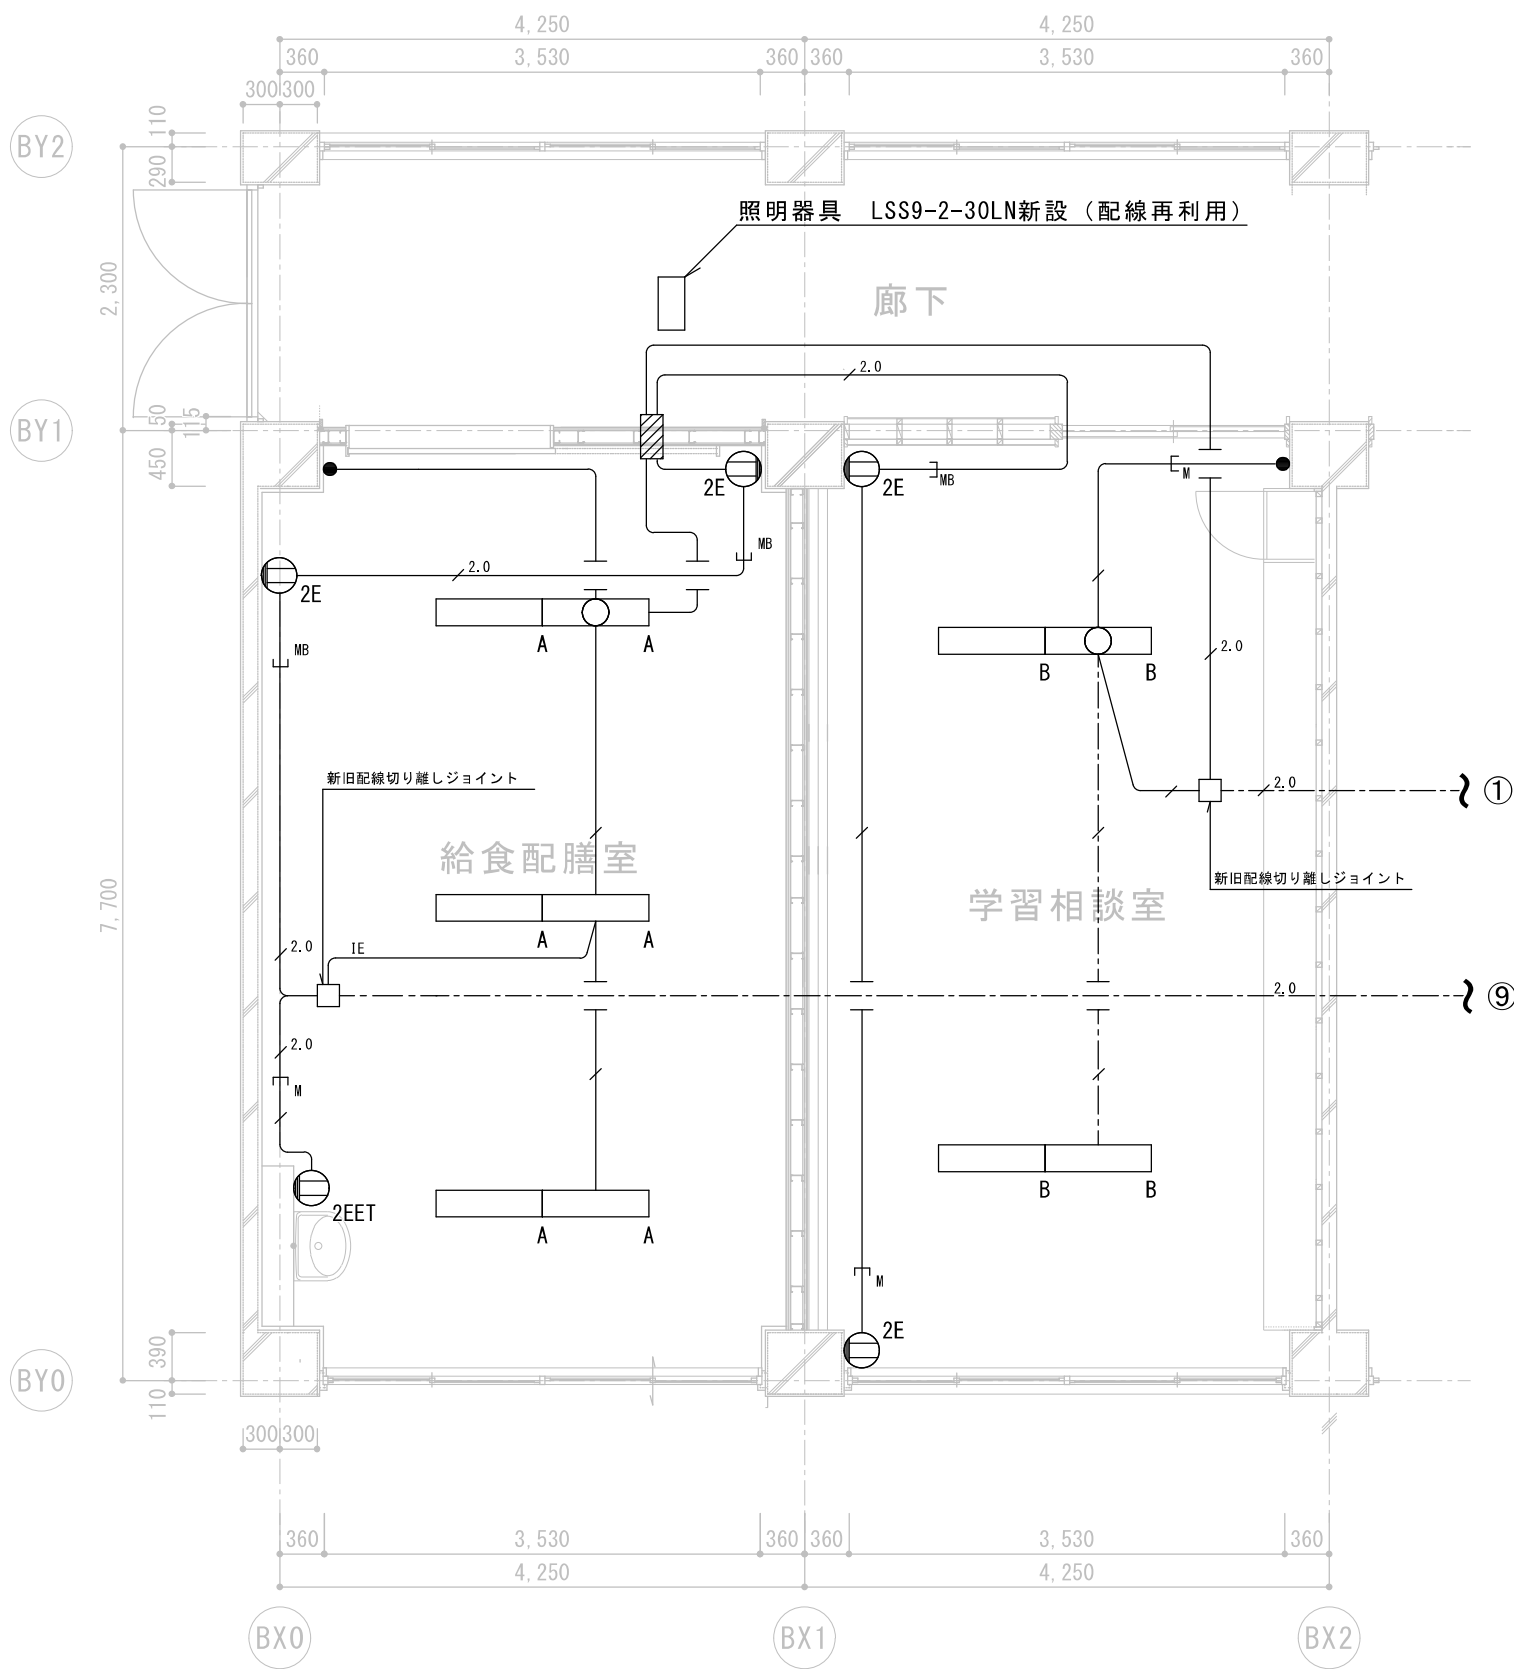 4,250
4,250
360
3,530
360
360
3,530
360
300
300
110
BY2
290
照明器具　LSS9-2-30LN新設（配線再利用）
2,300
廊下
2.0
BY1
50
115
450
2E
2E
MB
M
MB
2.0
2E
A
A
MB
2.0
B
B
新旧配線切り離しジョイント
2.0
①
給食配膳室
新旧配線切り離しジョイント
学習相談室
7,700
A
A
2.0
IE
2.0
⑨
2.0
M
B
B
2EET
A
A
M
2E
390
BY0
110
300
300
360
3,530
360
360
3,530
360
4,250
4,250
BX0
BX1
BX2